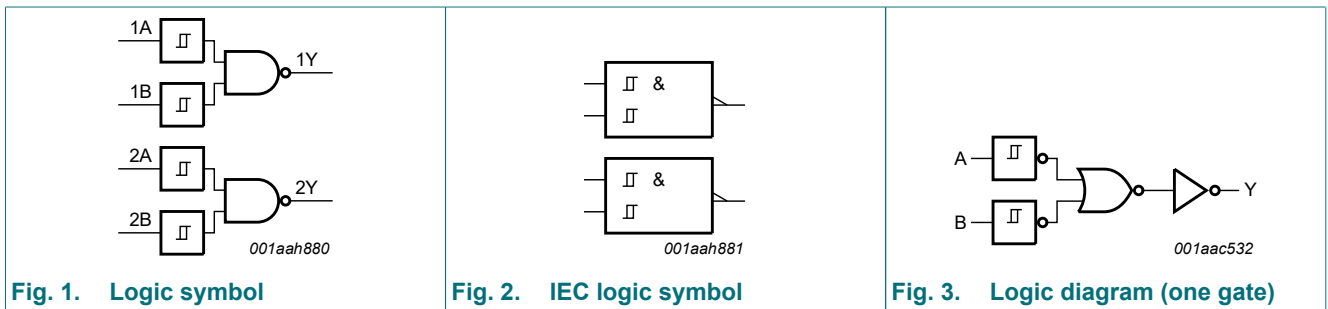 1A
1Y
1B
2A
2Y
2B
001aah880
Fig. 1. Logic symbol
&
&
001aah881
Fig. 2. IEC logic symbol
A
Y
B
001aac532
Fig. 3. Logic diagram (one gate)